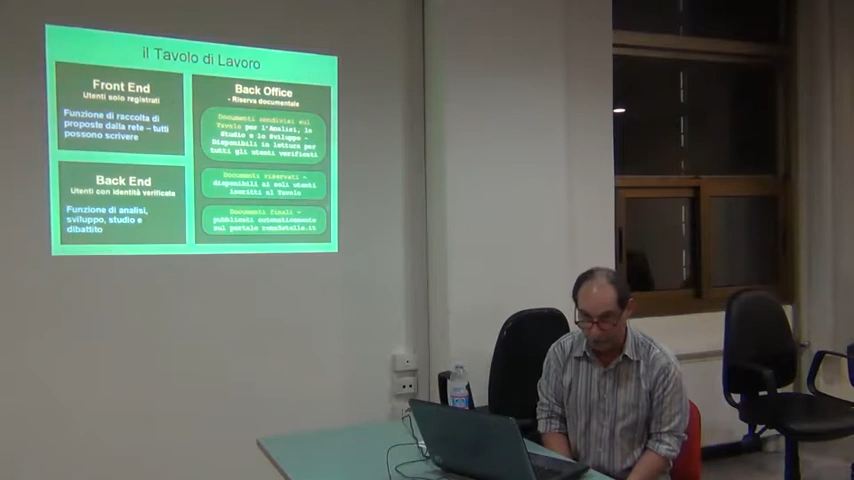 il Tavolo di Lavoro
Front End
Utenti solo registrati
Funzione di raccolta di
proposte dalla rete – tutti
possono scrivere
Back End
Utenti con identità verificata
Funzione di analisi,
sviluppo, studio e
dibattito
Back Office
- Riserva documentale
Documenti condivisi sul
Tavolo per l'Analisi, lo
Studio e lo Sviluppo –
Disponibili in lettura per
tutti gli utenti verificati
Documenti riservati –
disponibili ai soli utenti
iscritti al Tavolo
Documenti finali –
pubblicati automaticamente
sul portale roma5stelle.it